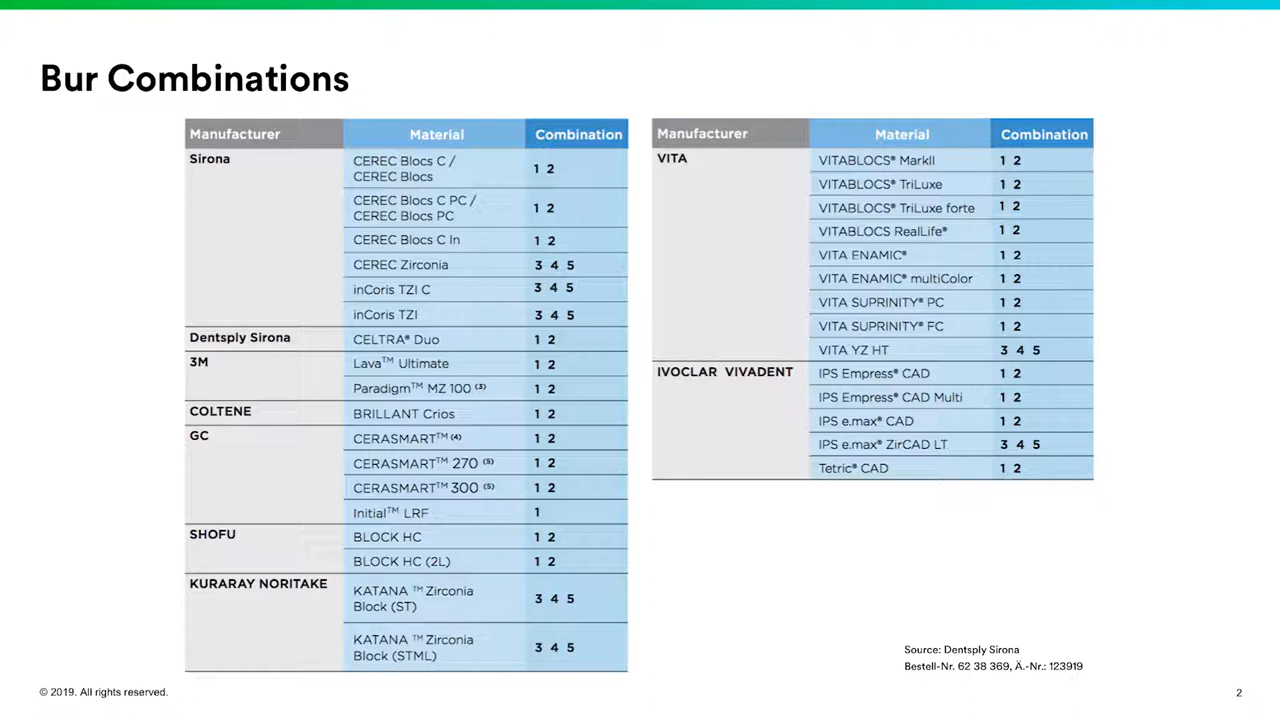 Bur Combinations
Manufacturer Material Combination
Sirona CEREC Blocs C /
CEREC Blocs 1 2
CEREC Blocs C PC /
CEREC Blocs PC 1 2
CEREC Blocs C In 1 2
CEREC Zirconia 3 4 5
inCoris TZI C 3 4 5
inCoris TZI 3 4 5
Dentsply Sirona CELTRA® Duo 1 2
3M Lava™ Ultimate 1 2
Paradigm™ MZ 100 (3) 1 2
COLTENE BRILLANT Crios 1 2
GC CERASMART™ (4) 1 2
CERASMART™ 270 (5) 1 2
CERASMART™ 300 (5) 1 2
Initial™ LRF 1
SHOFU BLOCK HC 1 2
BLOCK HC (2L) 1 2
KURARAY NORITAKE KATANA ™ Zirconia
Block (ST) 3 4 5
KATANA ™ Zirconia
Block (STML) 3 4 5
Manufacturer Material Combination
VITA VITABLOCS® MarkII 1 2
VITABLOCS® TriLuxe 1 2
VITABLOCS® TriLuxe forte 1 2
VITABLOCS RealLife® 1 2
VITA ENAMIC® 1 2
VITA ENAMIC® multiColor 1 2
VITA SUPRINITY® PC 1 2
VITA SUPRINITY® FC 1 2
VITA YZ HT 3 4 5
IVOCLAR VIVADENT IPS Empress® CAD 1 2
IPS Empress® CAD Multi 1 2
IPS e.max® CAD 1 2
IPS e.max® ZirCAD LT 3 4 5
Tetric® CAD 1 2
Source: Dentsply Sirona
Bestell-Nr. 62 38 369, Ä.-Nr.: 123919
© 2019. All rights reserved.
2